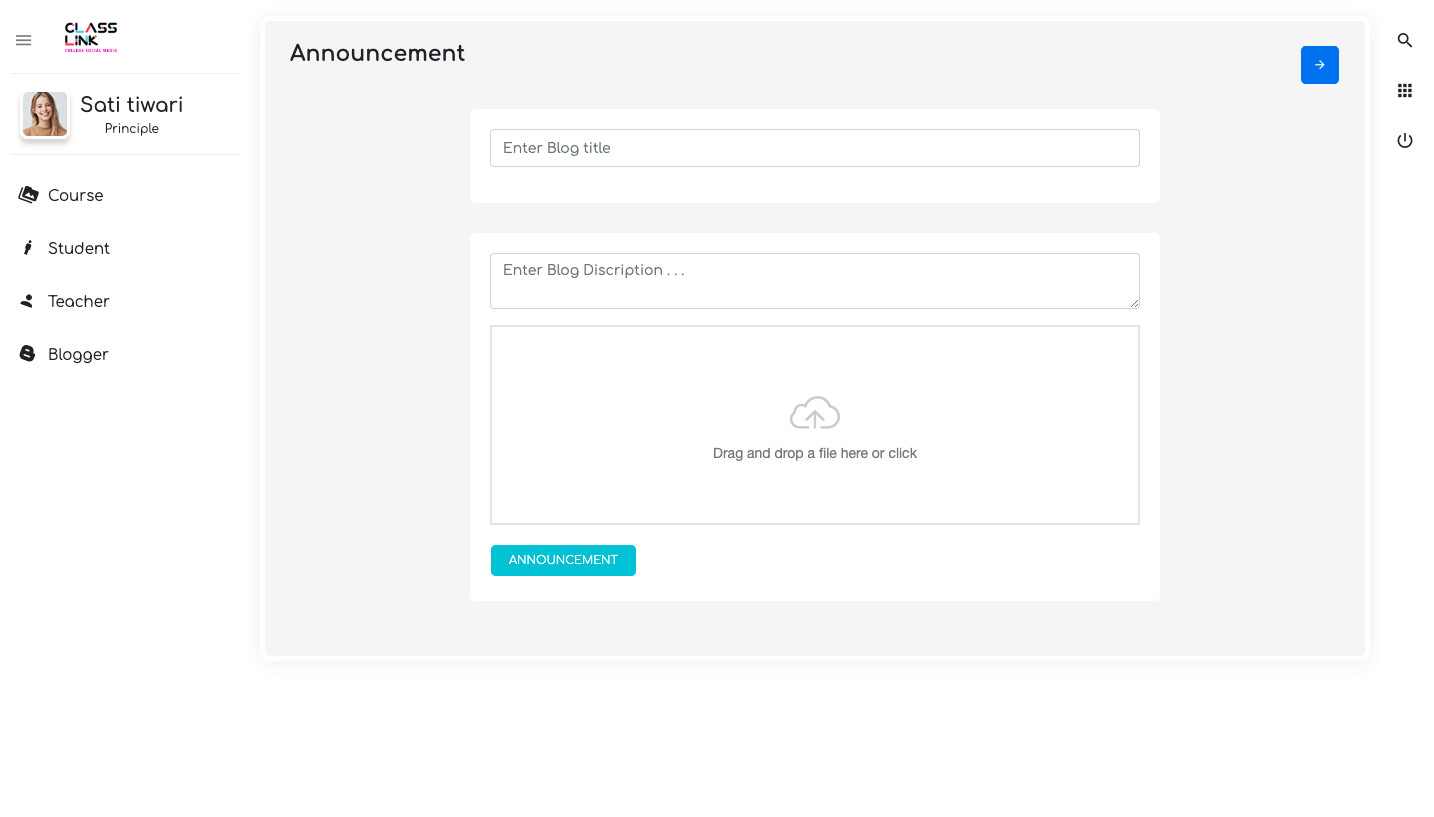 CLASS
LiNK
COLLEGE SOCIAL MEDIA
Sati tiwari
Principle
Course
Student
Teacher
Blogger
Announcement
Enter Blog title
Enter Blog Discription . . .
Drag and drop a file here or click
ANNOUNCEMENT